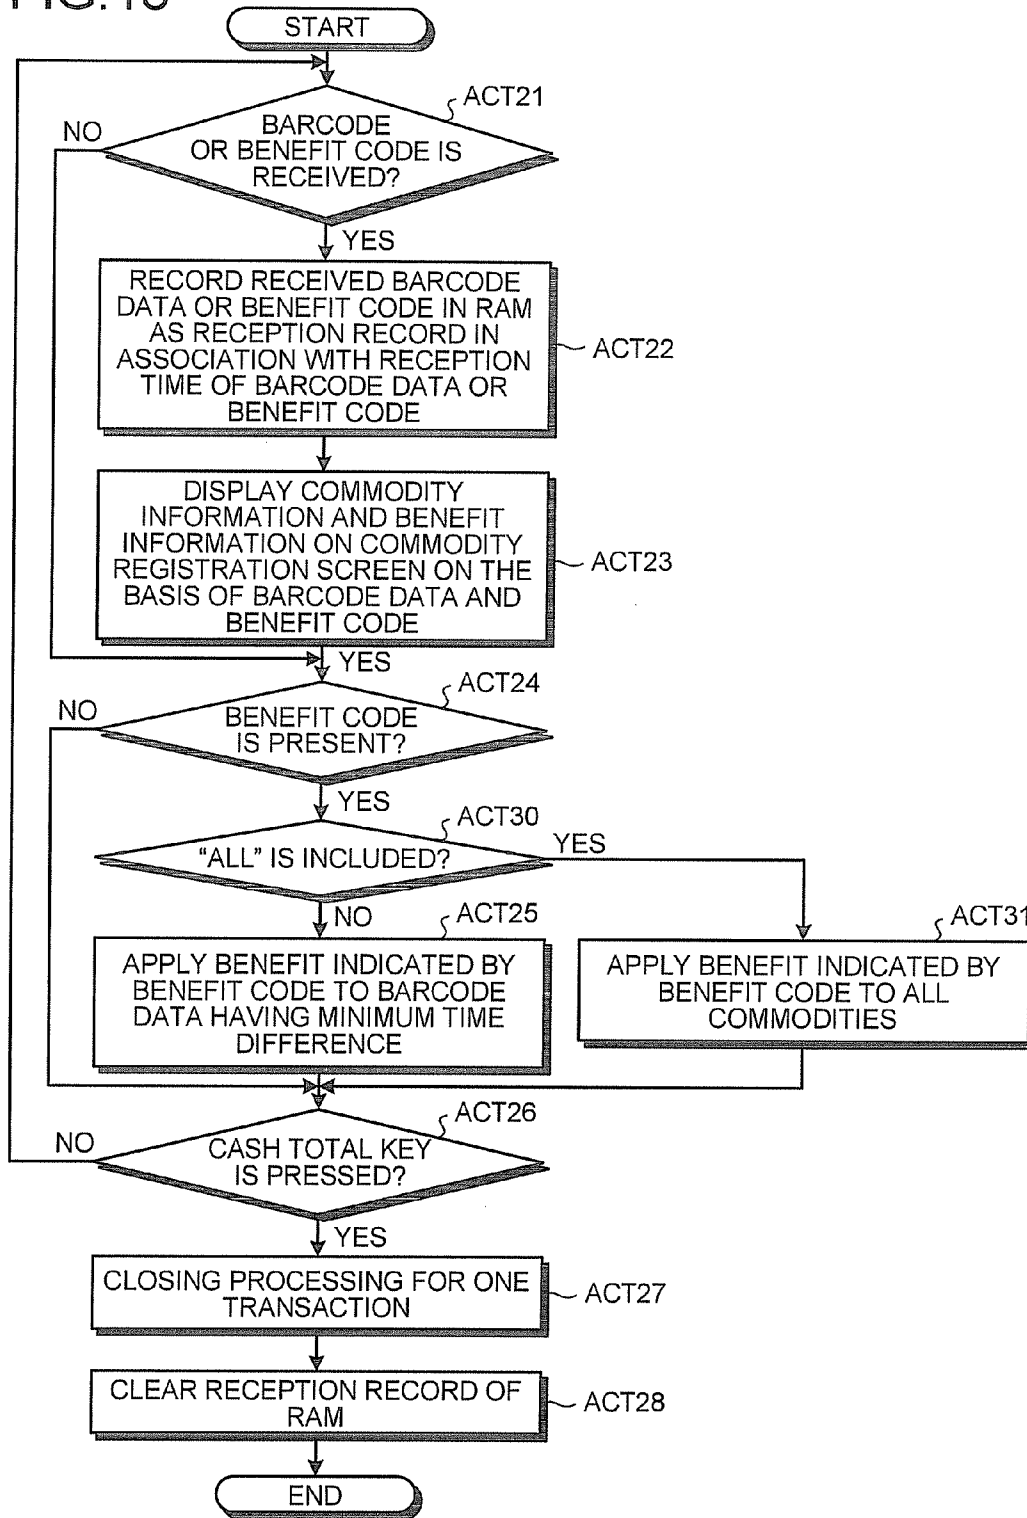 START
ACT21
NO
BARCODE
OR BENEFIT CODE IS
RECEIVED?
YES
RECORD RECEIVED BARCODE
DATA OR BENEFIT CODE IN RAM
AS RECEPTION RECORD IN
ASSOCIATION WITH RECEPTION
TIME OF BARCODE DATA OR
BENEFIT CODE
ACT22
DISPLAY COMMODITY
INFORMATION AND BENEFIT
INFORMATION ON COMMODITY
REGISTRATION SCREEN ON THE
BASIS OF BARCODE DATA AND
BENEFIT CODE
ACT23
YES
ACT24
NO
BENEFIT CODE
IS PRESENT?
YES
ACT30
"ALL" IS INCLUDED?
YES
NO
ACT25
ACT31
APPLY BENEFIT INDICATED BY
BENEFIT CODE TO BARCODE
DATA HAVING MINIMUM TIME
DIFFERENCE
APPLY BENEFIT INDICATED BY
BENEFIT CODE TO ALL
COMMODITIES
ACT26
NO
CASH TOTAL KEY
IS PRESSED?
YES
CLOSING PROCESSING FOR ONE
TRANSACTION
ACT27
CLEAR RECEPTION RECORD OF
RAM
ACT28
END